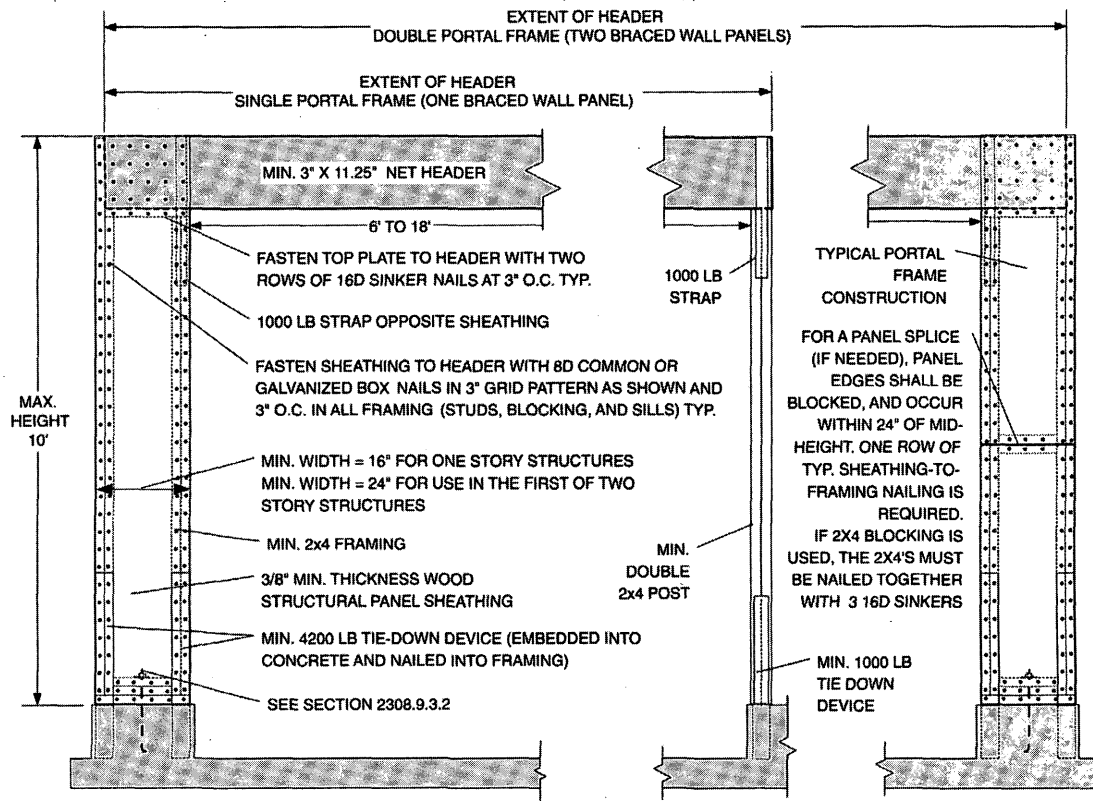 EXTENT OF HEADER
DOUBLE PORTAL FRAME (TWO BRACED WALL PANELS)
EXTENT OF HEADER
SINGLE PORTAL FRAME (ONE BRACED WALL PANEL)
MIN. 3" X 11.25" NET HEADER
6' TO 18'
FASTEN TOP PLATE TO HEADER WITH TWO
ROWS OF 16D SINKER NAILS AT 3" O.C. TYP.
1000 LB STRAP OPPOSITE SHEATHING
FASTEN SHEATHING TO HEADER WITH 8D COMMON OR
GALVANIZED BOX NAILS IN 3" GRID PATTERN AS SHOWN AND
3" O.C. IN ALL FRAMING (STUDS, BLOCKING, AND SILLS) TYP.
MAX.
HEIGHT
10'
MIN. WIDTH = 16" FOR ONE STORY STRUCTURES
MIN. WIDTH = 24" FOR USE IN THE FIRST OF TWO
STORY STRUCTURES
MIN. 2x4 FRAMING
3/8" MIN. THICKNESS WOOD
STRUCTURAL PANEL SHEATHING
MIN. 4200 LB TIE-DOWN DEVICE (EMBEDDED INTO
CONCRETE AND NAILED INTO FRAMING)
SEE SECTION 2308.9.3.2
1000 LB
STRAP
MIN.
DOUBLE
2x4 POST
MIN. 1000 LB
TIE DOWN
DEVICE
TYPICAL PORTAL
FRAME
CONSTRUCTION
FOR A PANEL SPLICE
(IF NEEDED), PANEL
EDGES SHALL BE
BLOCKED, AND OCCUR
WITHIN 24" OF MID-
HEIGHT. ONE ROW OF
TYP. SHEATHING-TO-
FRAMING NAILING IS
REQUIRED.
IF 2X4 BLOCKING IS
USED, THE 2X4'S MUST
BE NAILED TOGETHER
WITH 3 16D SINKERS